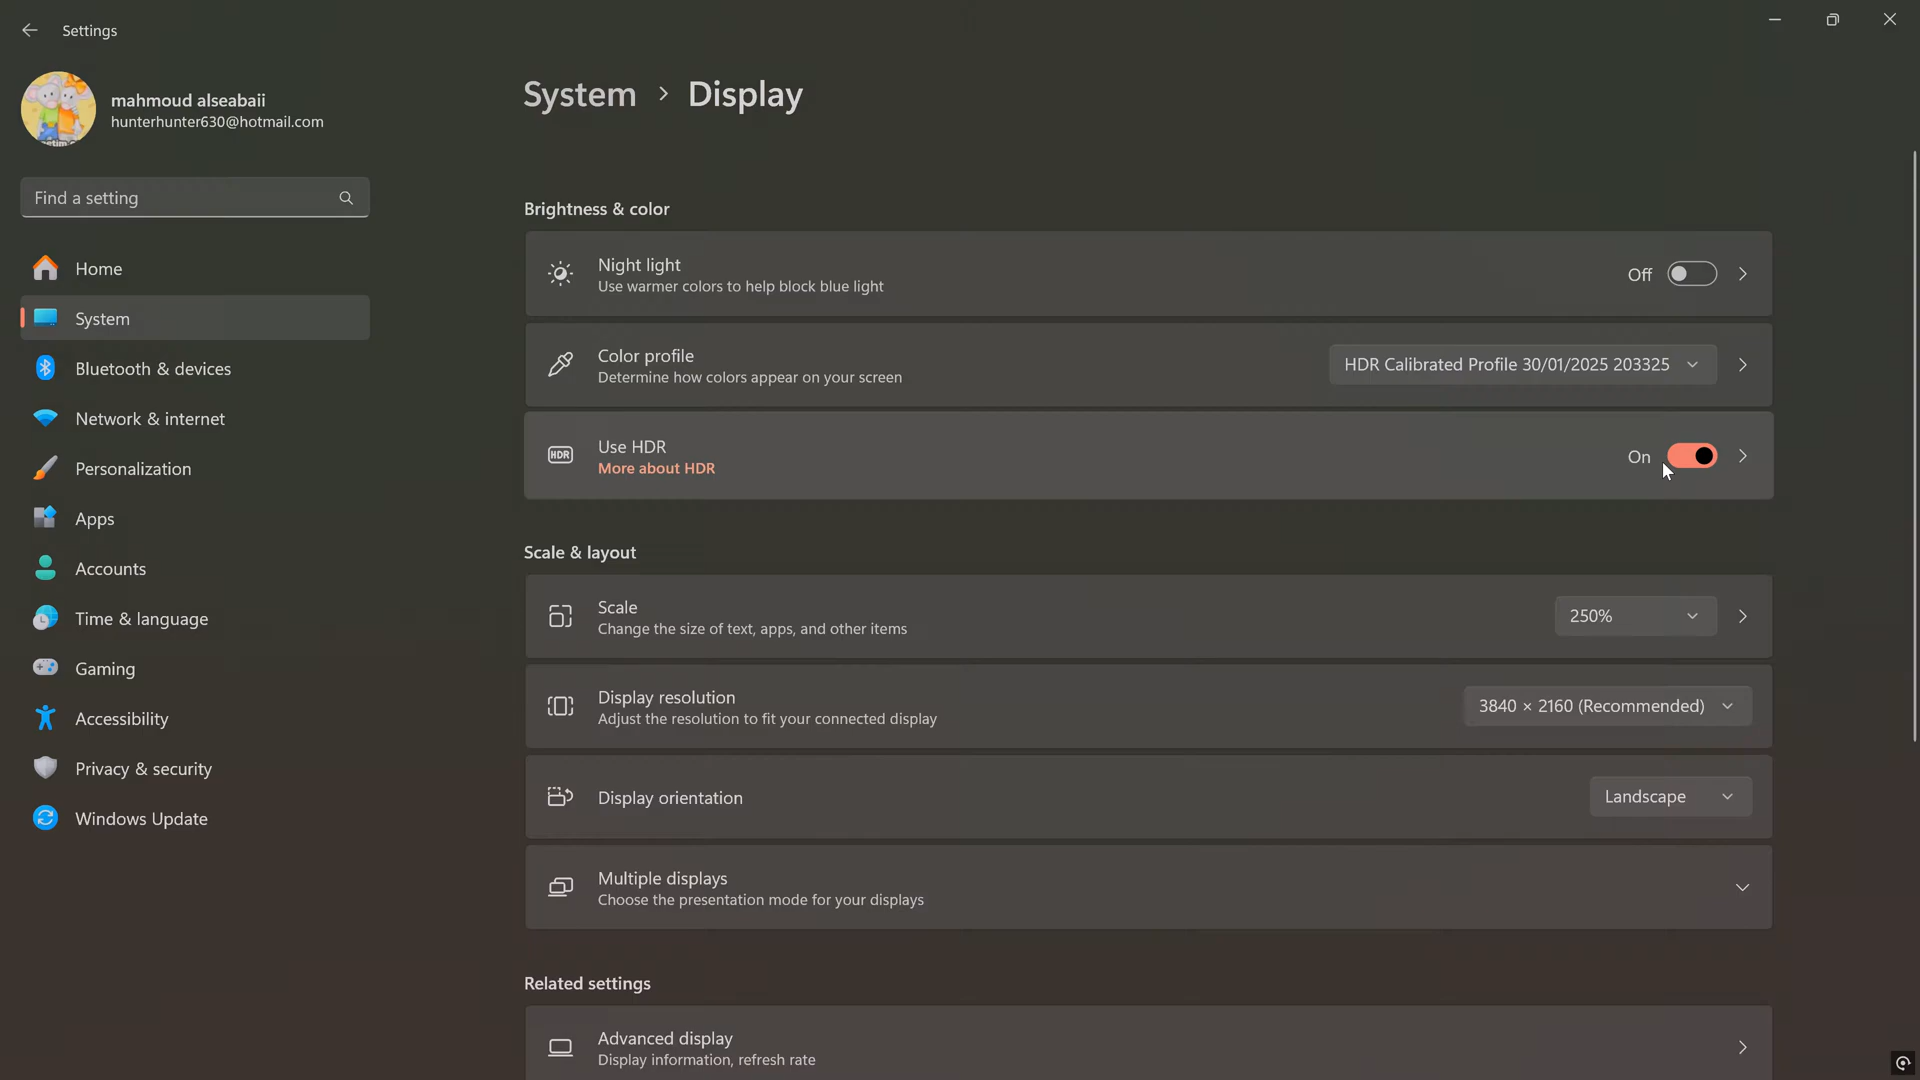 Settings
mahmoud alseabaii
hunterhunter630@hotmail.com
Find a setting
Home
System
Bluetooth & devices
Network & internet
Personalization
Apps
Accounts
Time & language
Gaming
Accessibility
Privacy & security
Windows Update
System > Display
Brightness & color
Night light
Use warmer colors to help block blue light
Off
Color profile
Determine how colors appear on your screen
HDR Calibrated Profile 30/01/2025 203325
HDR
Use HDR
More about HDR
On
Scale & layout
Scale
Change the size of text, apps, and other items
250%
Display resolution
Adjust the resolution to fit your connected display
3840 × 2160 (Recommended)
Display orientation
Landscape
Multiple displays
Choose the presentation mode for your displays
Related settings
Advanced display
Display information, refresh rate